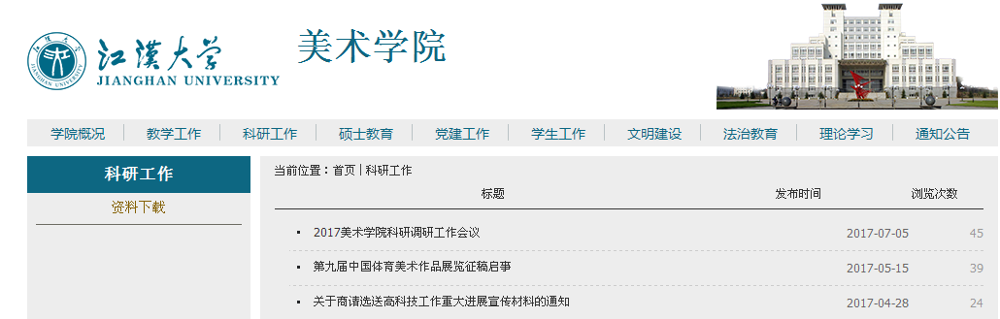 江汉大学
JIANGHAN UNIVERSITY
美术学院
学院概况 教学工作 科研工作 硕士教育 党建工作 学生工作 文明建设 法治教育 理论学习 通知公告
科研工作
资料下载
当前位置：首页 | 科研工作
标题 发布时间 浏览次数
2017美术学院科研调研工作会议 2017-07-05 45
第九届中国体育美术作品展览征稿启事 2017-05-15 39
关于商请选送高科技工作重大进展宣传材料的通知 2017-04-28 24